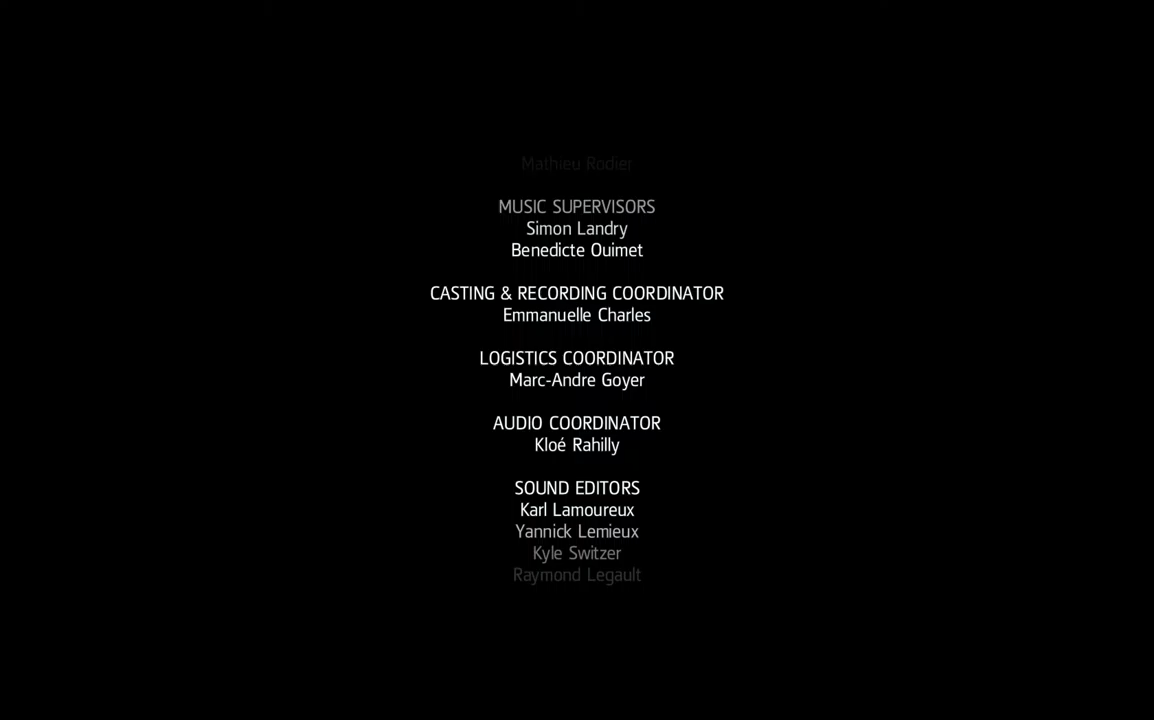 Mathieu Rodier
MUSIC SUPERVISORS
Simon Landry
Benedicte Ouimet
CASTING & RECORDING COORDINATOR
Emmanuelle Charles
LOGISTICS COORDINATOR
Marc-Andre Goyer
AUDIO COORDINATOR
Kloé Rahilly
SOUND EDITORS
Karl Lamoureux
Yannick Lemieux
Kyle Switzer
Raymond Legault